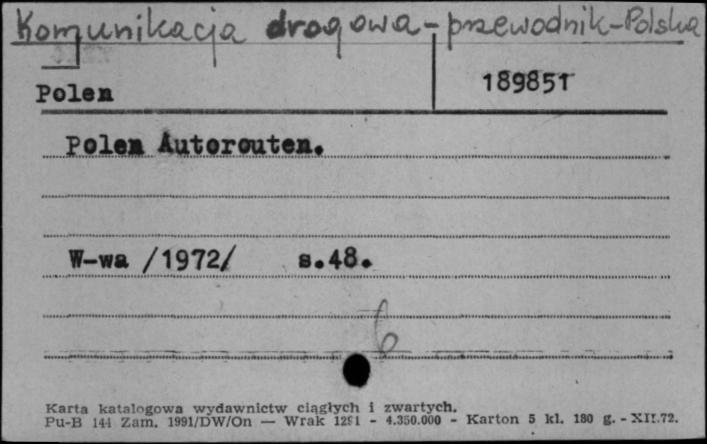 Komunikacja drogowa - przewodnik - Polska
Polen
189851
Polen Autorouten.
W-wa /1972/ s.48.
6
Karta katalogowa wydawnictw ciągłych i zwartych.
Pu-B 144 Zam. 1991/DW/On — Wrak 1291 - 4.350.000 - Karton 5 kl. 180 g. - XII.72.